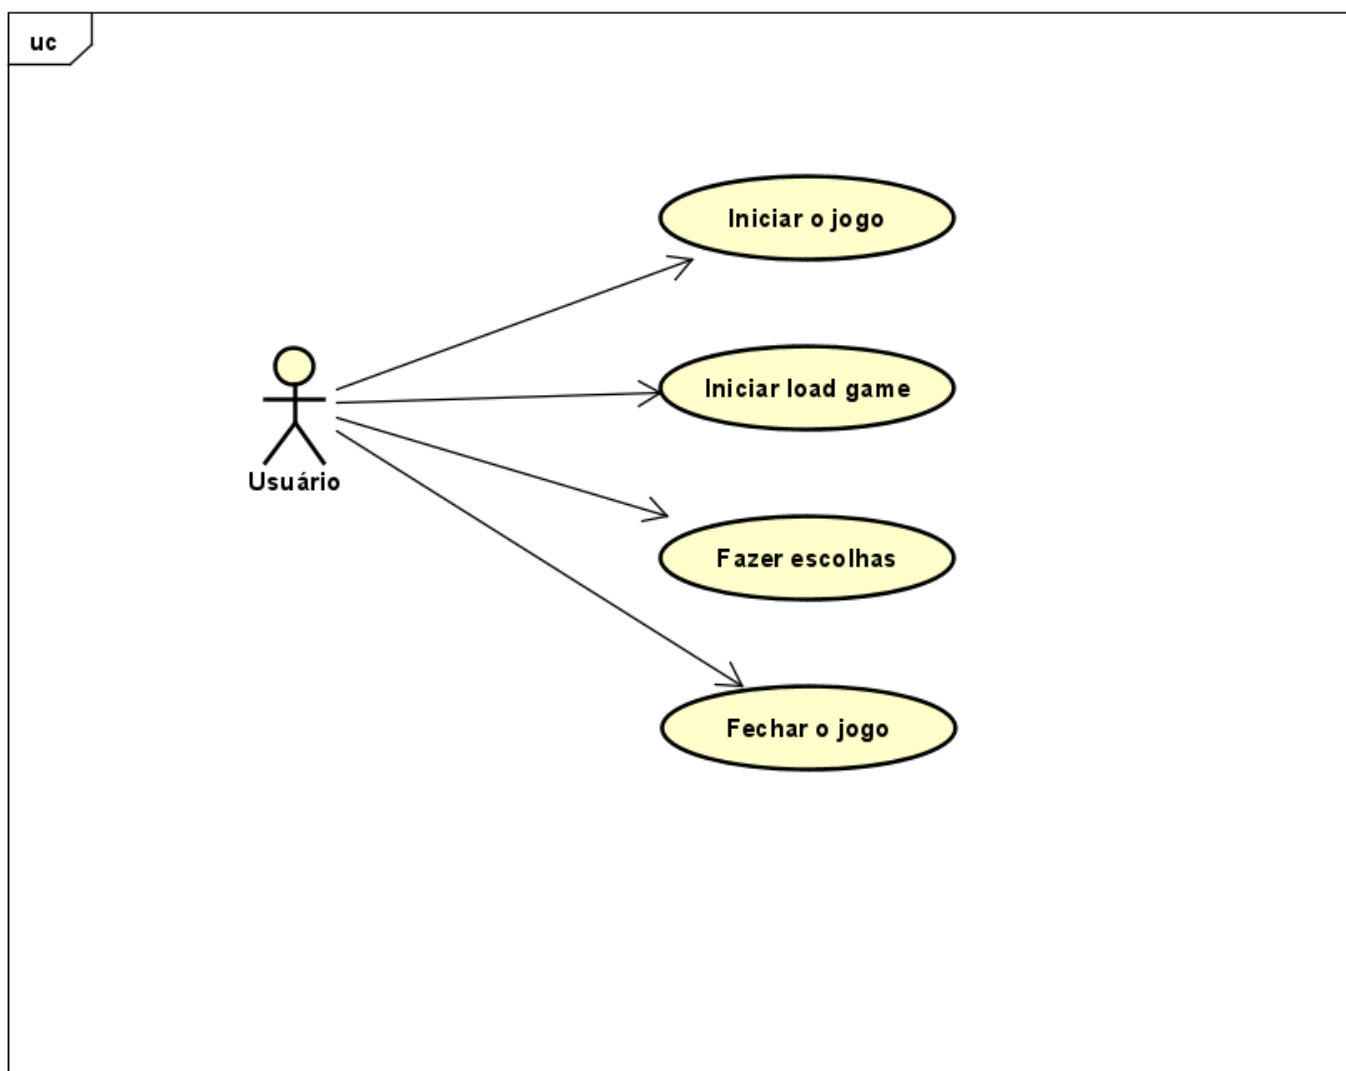 uc
Iniciar o jogo
Iniciar load game
Usuário
Fazer escolhas
Fechar o jogo